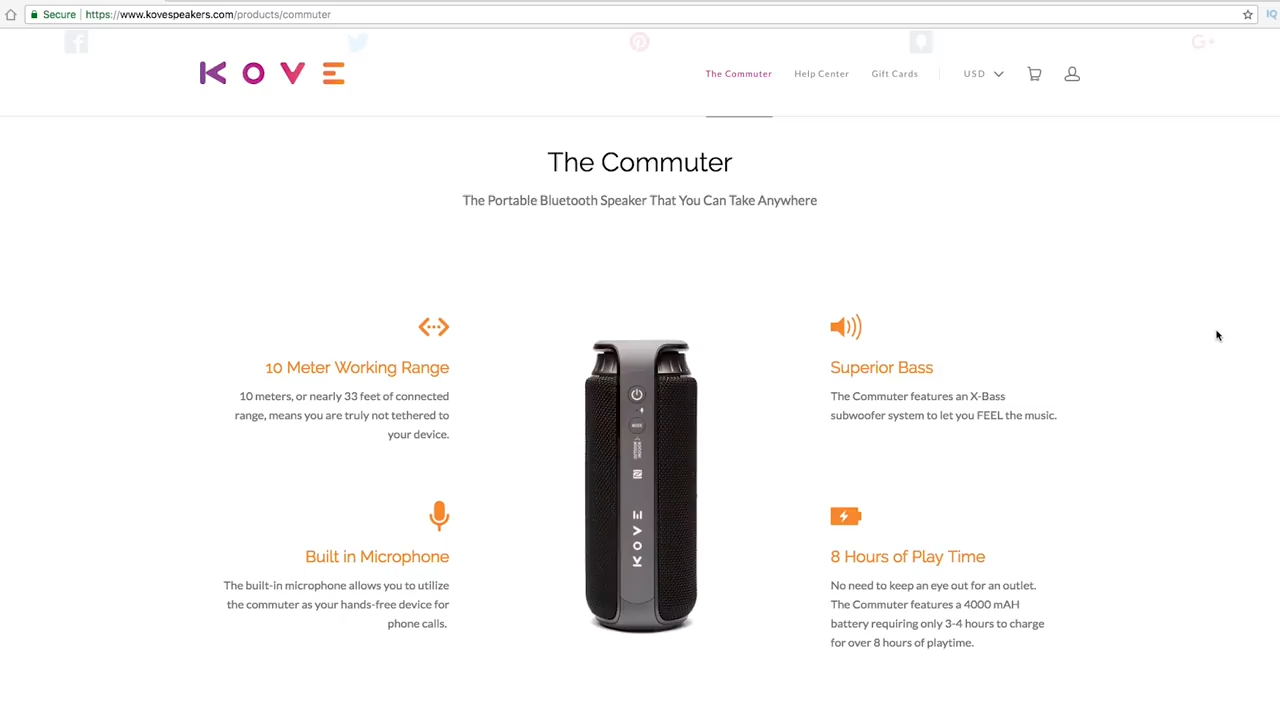 Secure https://www.kovespeakers.com/products/commuter
IQ
KOVE
The Commuter Help Center Gift Cards USD
The Commuter
The Portable Bluetooth Speaker That You Can Take Anywhere
10 Meter Working Range
10 meters, or nearly 33 feet of connected
range, means you are truly not tethered to
your device.
Built in Microphone
The built-in microphone allows you to utilize
the commuter as your hands-free device for
phone calls.
MODE
KOVE
Superior Bass
The Commuter features an X-Bass
subwoofer system to let you FEEL the music.
8 Hours of Play Time
No need to keep an eye out for an outlet.
The Commuter features a 4000 mAH
battery requiring only 3-4 hours to charge
for over 8 hours of playtime.